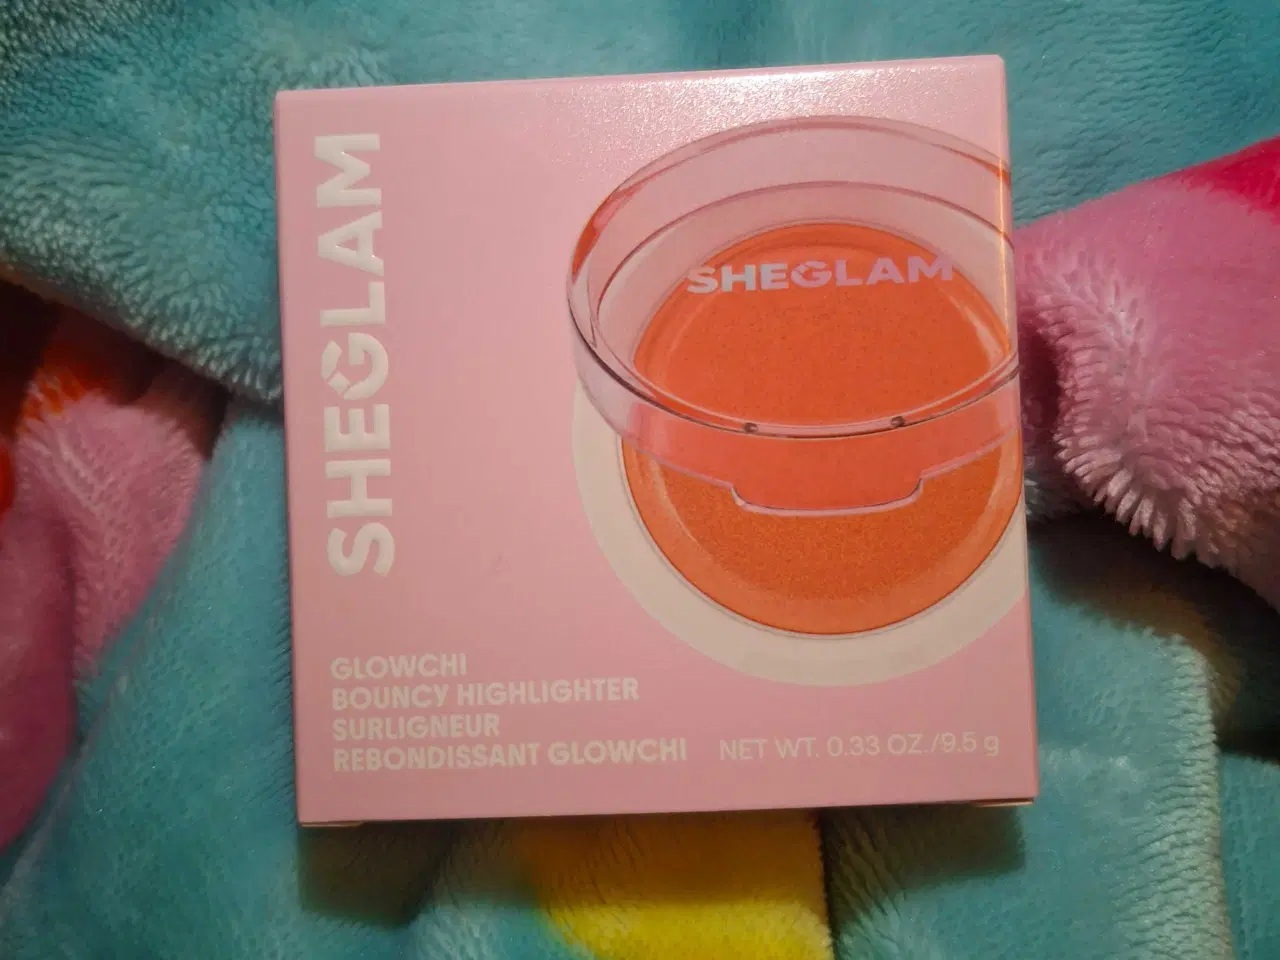 SHEGLAM
SHEGLAM
GLOWCHI
BOUNCY HIGHLIGHTER
SURLIGNEUR
REBONDISSANT GLOWCHI
NET WT. 0.33 OZ./9.5 g